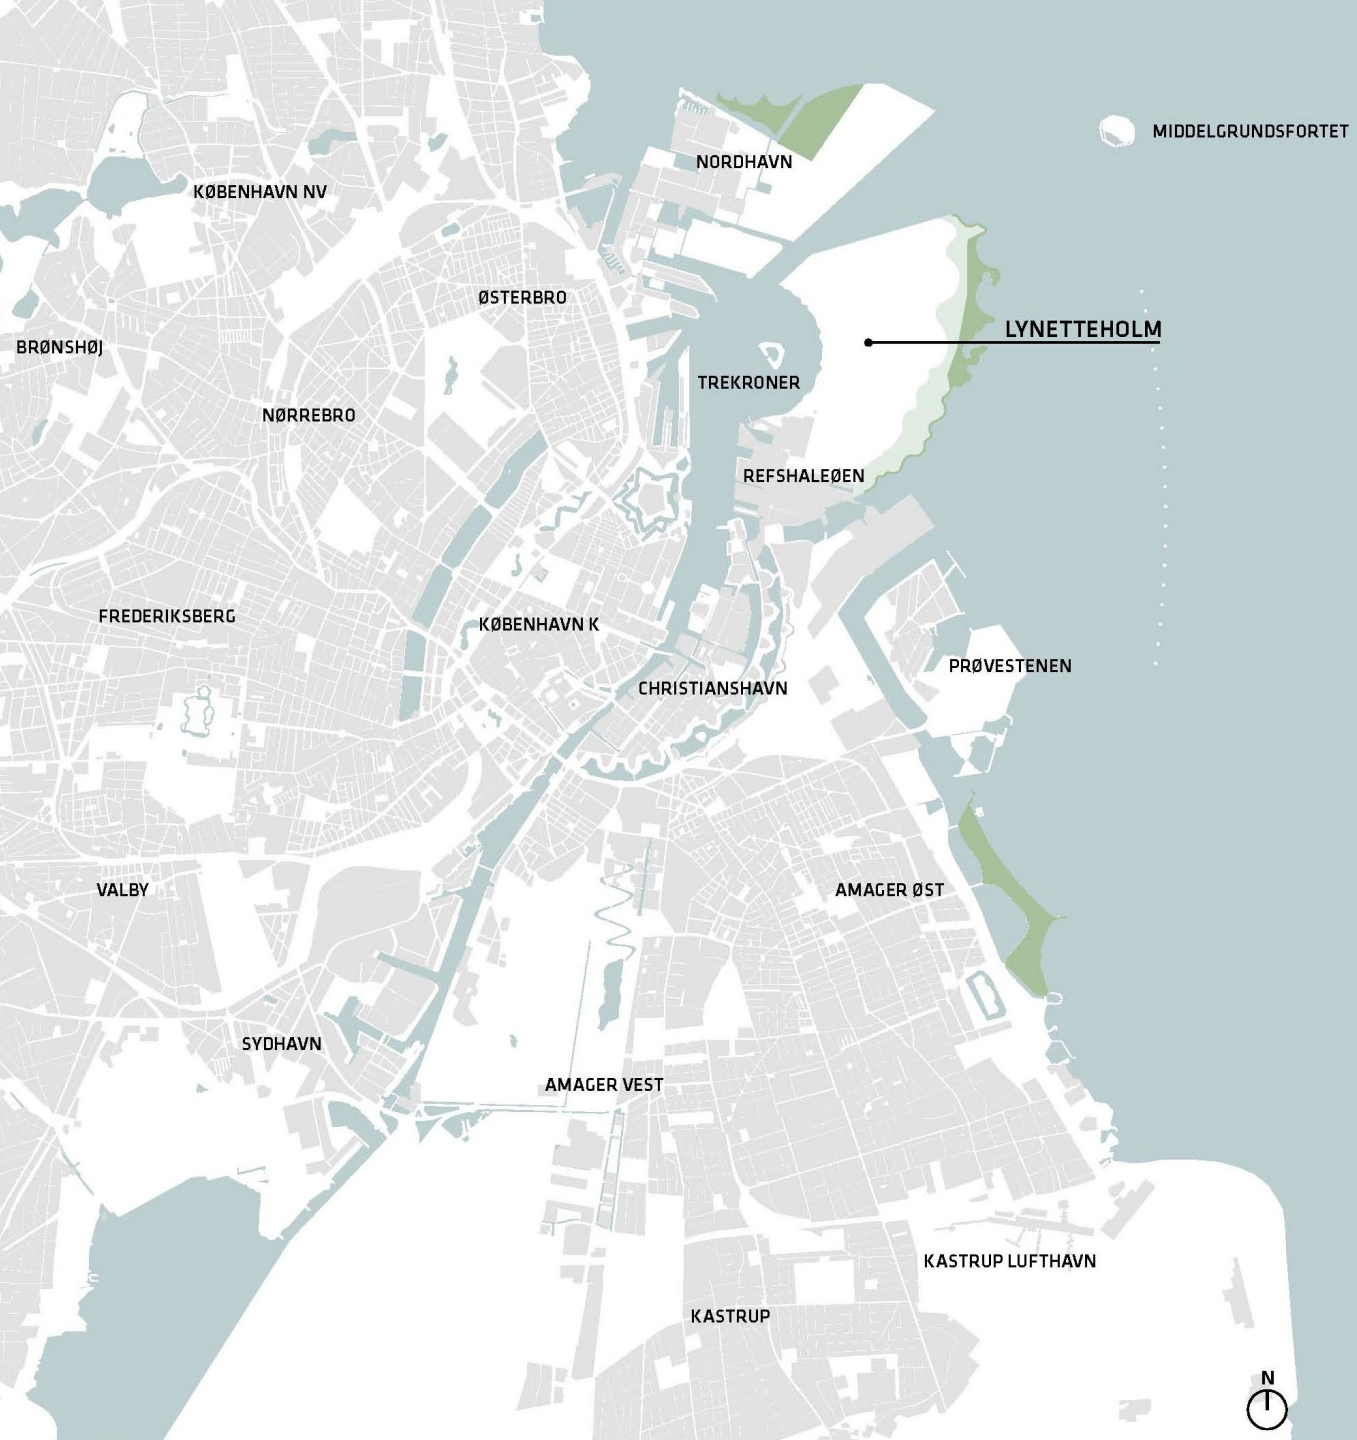 MIDDELGRUNDSFORTET
NORDHAVN
KØBENHAVN NV
ØSTERBRO
LYNETTEHOLM
BRØNSHØJ
TREKRONER
NØRREBRO
REFSHALEØEN
FREDERIKSBERG
KØBENHAVN K
PRØVESTENEN
CHRISTIANSHAVN
VALBY
AMAGER ØST
SYDHAVN
AMAGER VEST
KASTRUP LUFTHAVN
KASTRUP
N